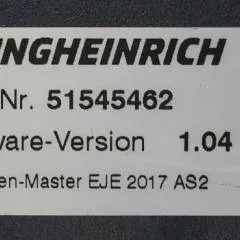 NGHEINRICH
Nr. 51545462
ware-Version 1.04
en-Master EJE 2017 AS2